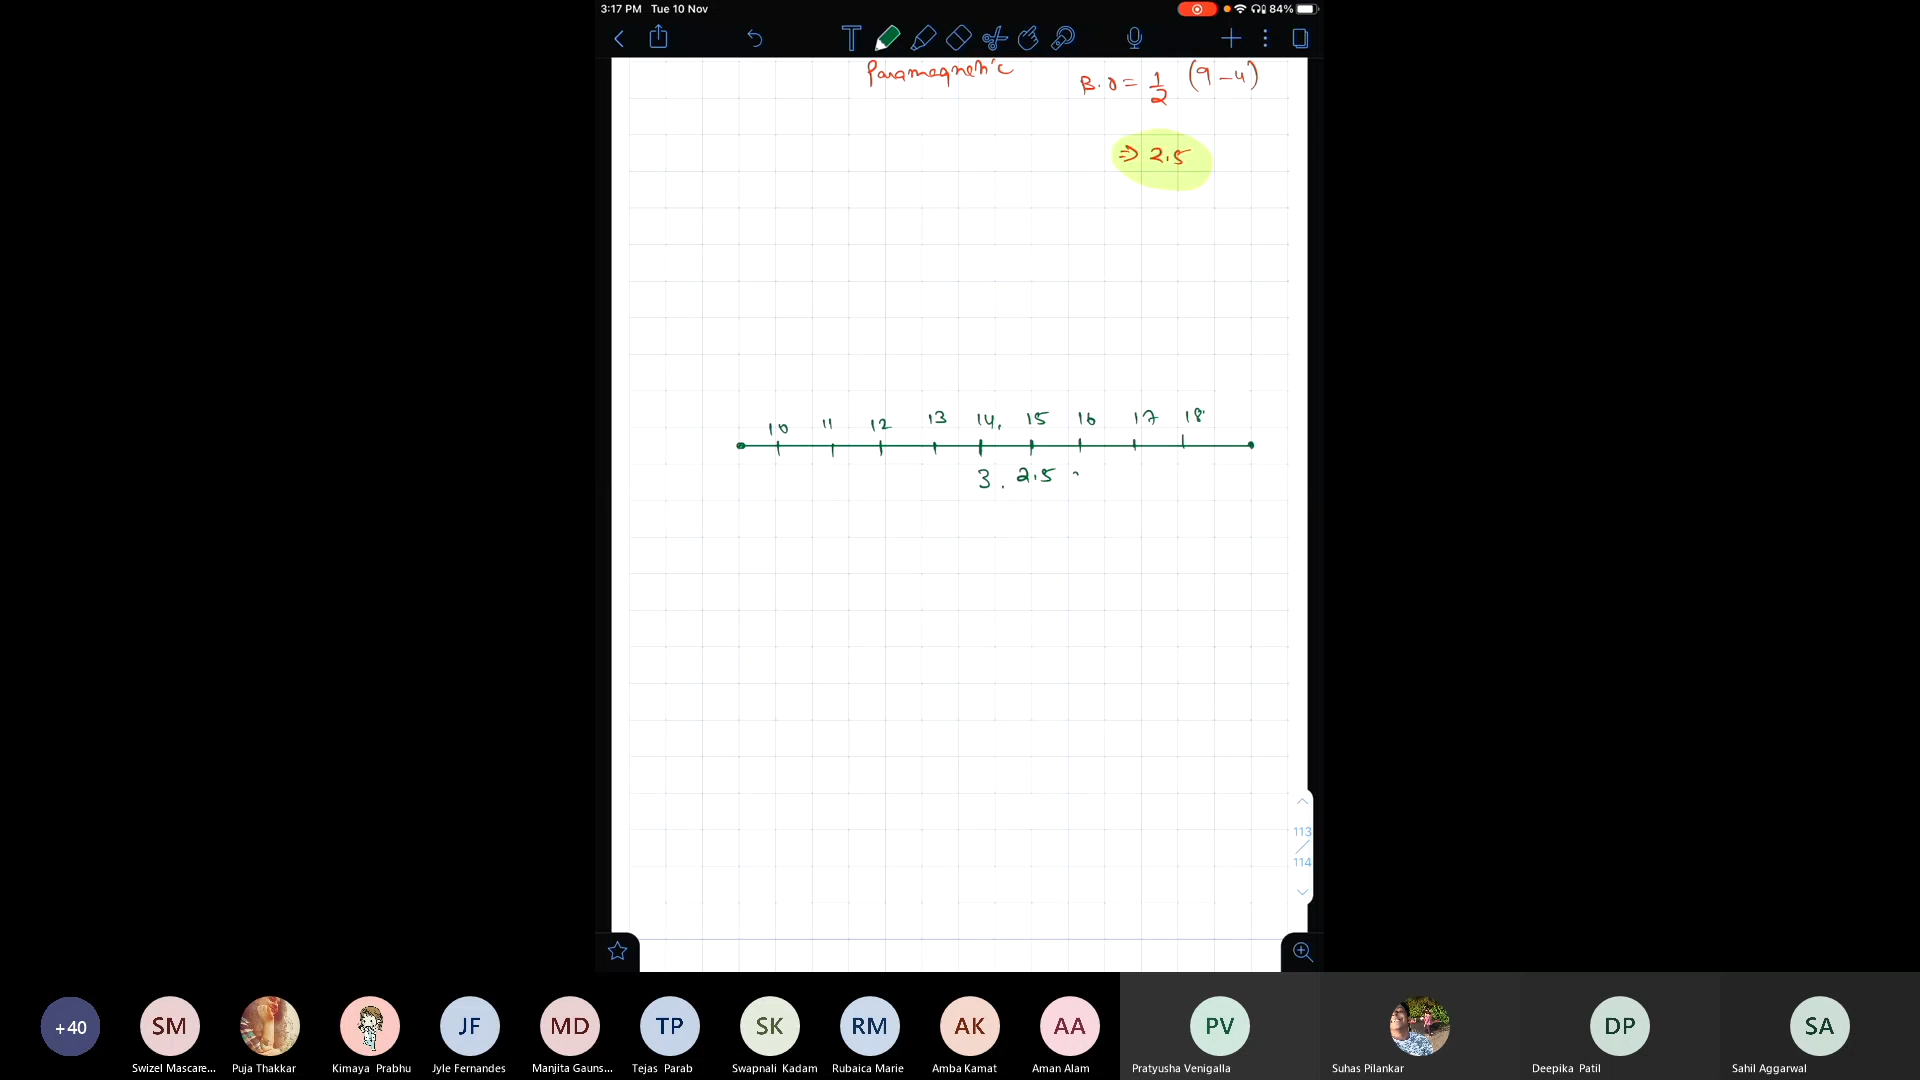 3:17 PM Tue 10 Nov 84%
Paramagnetic
B.O = 1/2 (9-4)
⇒ 2.5
10 11 12 13 14. 15 16 17 18
3. 2.5
113
114
+40 SM JF MD TP SK RM AK AA PV DP SA
Swizel Mascare... Puja Thakkar Kimaya Prabhu Jyle Fernandes Manjita Gauns... Tejas Parab Swapnali Kadam Rubaica Marie Amba Kamat Aman Alam Pratyusha Venigalla Suhas Pilankar Deepika Patil Sahil Aggarwal